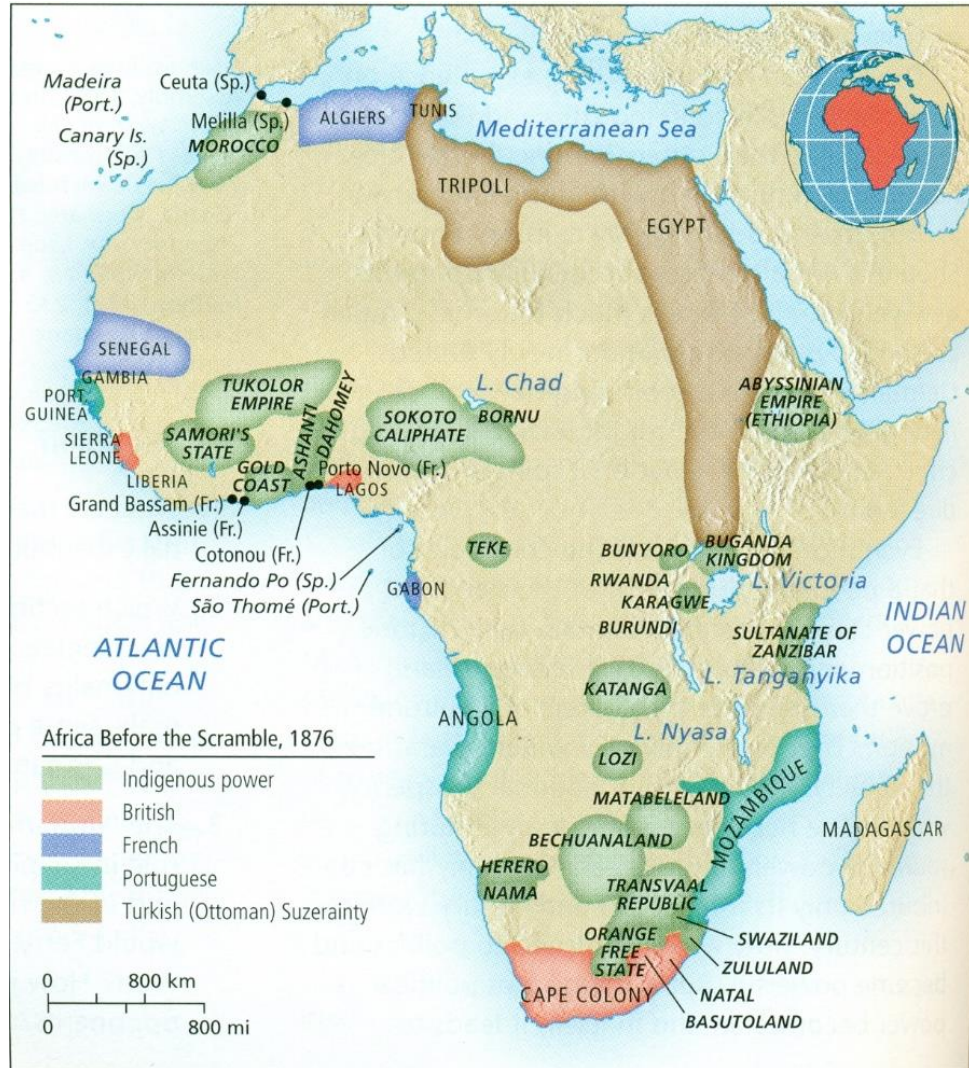 Madeira
(Port.)
Ceuta (Sp.)
Canary Is.
(Sp.)
Melilla (Sp.)
MOROCCO
ALGIERS
TUNIS
Mediterranean Sea
TRIPOLI
EGYPT
SENEGAL
GAMBIA
PORT.
GUINEA
SIERRA
LEONE
LIBERIA
TUKOLOR
EMPIRE
SAMORI'S
STATE
GOLD
COAST
ASHANTI
DAHOMEY
SOKOTO
CALIPHATE
L. Chad
BORNU
ABYSSINIAN
EMPIRE
(ETHIOPIA)
Porto Novo (Fr.)
LAGOS
Grand Bassam (Fr.)
Assinie (Fr.)
Cotonou (Fr.)
Fernando Po (Sp.)
São Thomé (Port.)
GABON
TEKE
BUNYORO
BUGANDA
KINGDOM
RWANDA
KARAGWE
BURUNDI
L. Victoria
SULTANATE OF
ZANZIBAR
INDIAN
OCEAN
ATLANTIC
OCEAN
L. Tanganyika
KATANGA
ANGOLA
L. Nyasa
LOZI
MATABELELAND
MOZAMBIQUE
MADAGASCAR
BECHUANALAND
HERERO
NAMA
TRANSVAAL
REPUBLIC
ORANGE
FREE
STATE
SWAZILAND
ZULULAND
NATAL
BASUTOLAND
CAPE COLONY
Africa Before the Scramble, 1876
Indigenous power
British
French
Portuguese
Turkish (Ottoman) Suzerainty
0 800 km
0 800 mi